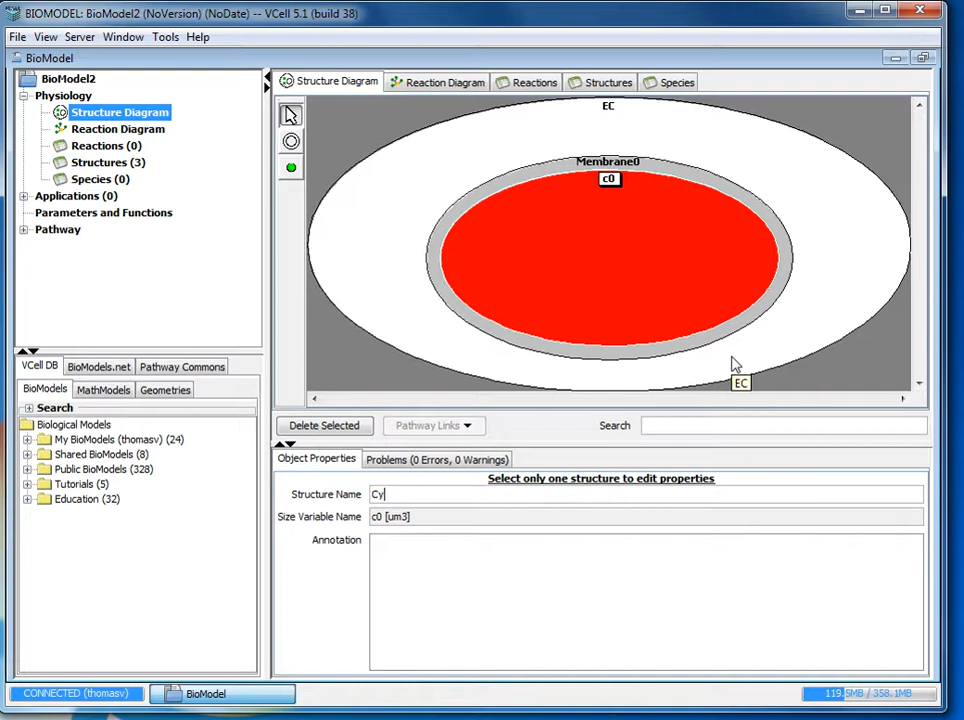 BIOMODEL: BioModel2 (NoVersion) (NoDate) -- VCell 5.1 (build 38)
File View Server Window Tools Help
BioModel
BioModel2
Physiology
Structure Diagram
Reaction Diagram
Reactions (0)
Structures (3)
Species (0)
Applications (0)
Parameters and Functions
Pathway
VCell DB BioModels.net Pathway Commons
BioModels MathModels Geometries
Search
Biological Models
My BioModels (thomasv) (24)
Shared BioModels (8)
Public BioModels (328)
Tutorials (5)
Education (32)
Structure Diagram Reaction Diagram Reactions Structures Species
EC
Membrane0
c0
EC
Delete Selected Pathway Links Search
Object Properties Problems (0 Errors, 0 Warnings)
Select only one structure to edit properties
Structure Name Cy
Size Variable Name c0 [um3]
Annotation
CONNECTED (thomasv) BioModel 119.5MB / 358.1MB